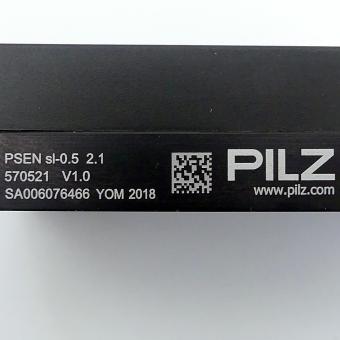 PSEN sl-0.5 2.1
570521 V1.0
SA006076466 YOM 2018
PILZ
www.pilz.com